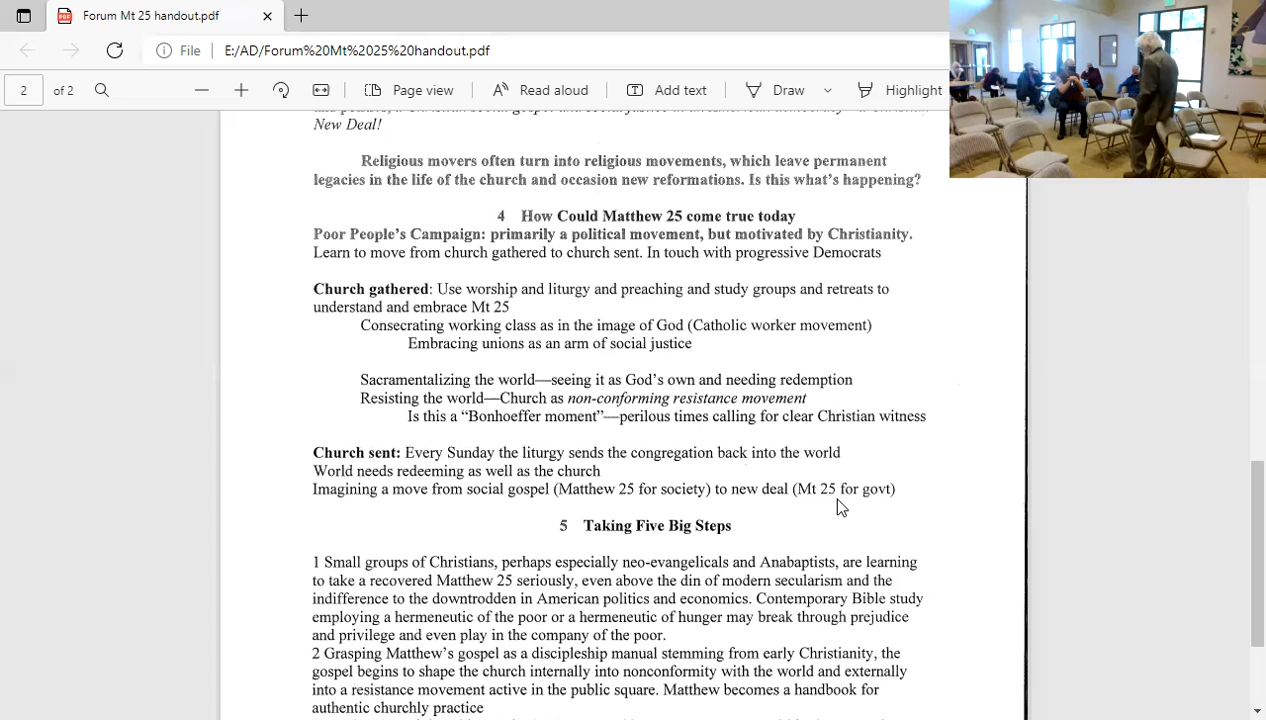 Forum Mt 25 handout.pdf
File E:/AD/Forum%20Mt%2025%20handout.pdf
2 of 2 Page view Read aloud Add text Draw Highlight
New Deal!
Religious movers often turn into religious movements, which leave permanent
legacies in the life of the church and occasion new reformations. Is this what's happening?
4 How Could Matthew 25 come true today
Poor People's Campaign: primarily a political movement, but motivated by Christianity.
Learn to move from church gathered to church sent. In touch with progressive Democrats
Church gathered: Use worship and liturgy and preaching and study groups and retreats to
understand and embrace Mt 25
Consecrating working class as in the image of God (Catholic worker movement)
Embracing unions as an arm of social justice
Sacramentalizing the world—seeing it as God's own and needing redemption
Resisting the world—Church as non-conforming resistance movement
Is this a “Bonhoeffer moment”—perilous times calling for clear Christian witness
Church sent: Every Sunday the liturgy sends the congregation back into the world
World needs redeeming as well as the church
Imagining a move from social gospel (Matthew 25 for society) to new deal (Mt 25 for govt)
5 Taking Five Big Steps
1 Small groups of Christians, perhaps especially neo-evangelicals and Anabaptists, are learning
to take a recovered Matthew 25 seriously, even above the din of modern secularism and the
indifference to the downtrodden in American politics and economics. Contemporary Bible study
employing a hermeneutic of the poor or a hermeneutic of hunger may break through prejudice
and privilege and even play in the company of the poor.
2 Grasping Matthew's gospel as a discipleship manual stemming from early Christianity, the
gospel begins to shape the church internally into nonconformity with the world and externally
into a resistance movement active in the public square. Matthew becomes a handbook for
authentic churchly practice